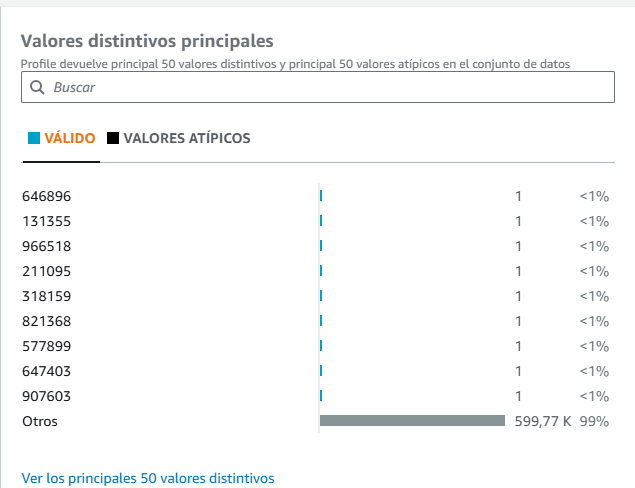 Valores distintivos principales
Profile devuelve principal 50 valores distintivos y principal 50 valores atípicos en el conjunto de datos
Buscar
VÁLIDO VALORES ATÍPICOS
646896 1 <1%
131355 1 <1%
966518 1 <1%
211095 1 <1%
318159 1 <1%
821368 1 <1%
577899 1 <1%
647403 1 <1%
907603 1 <1%
Otros 599,77 K 99%
Ver los principales 50 valores distintivos